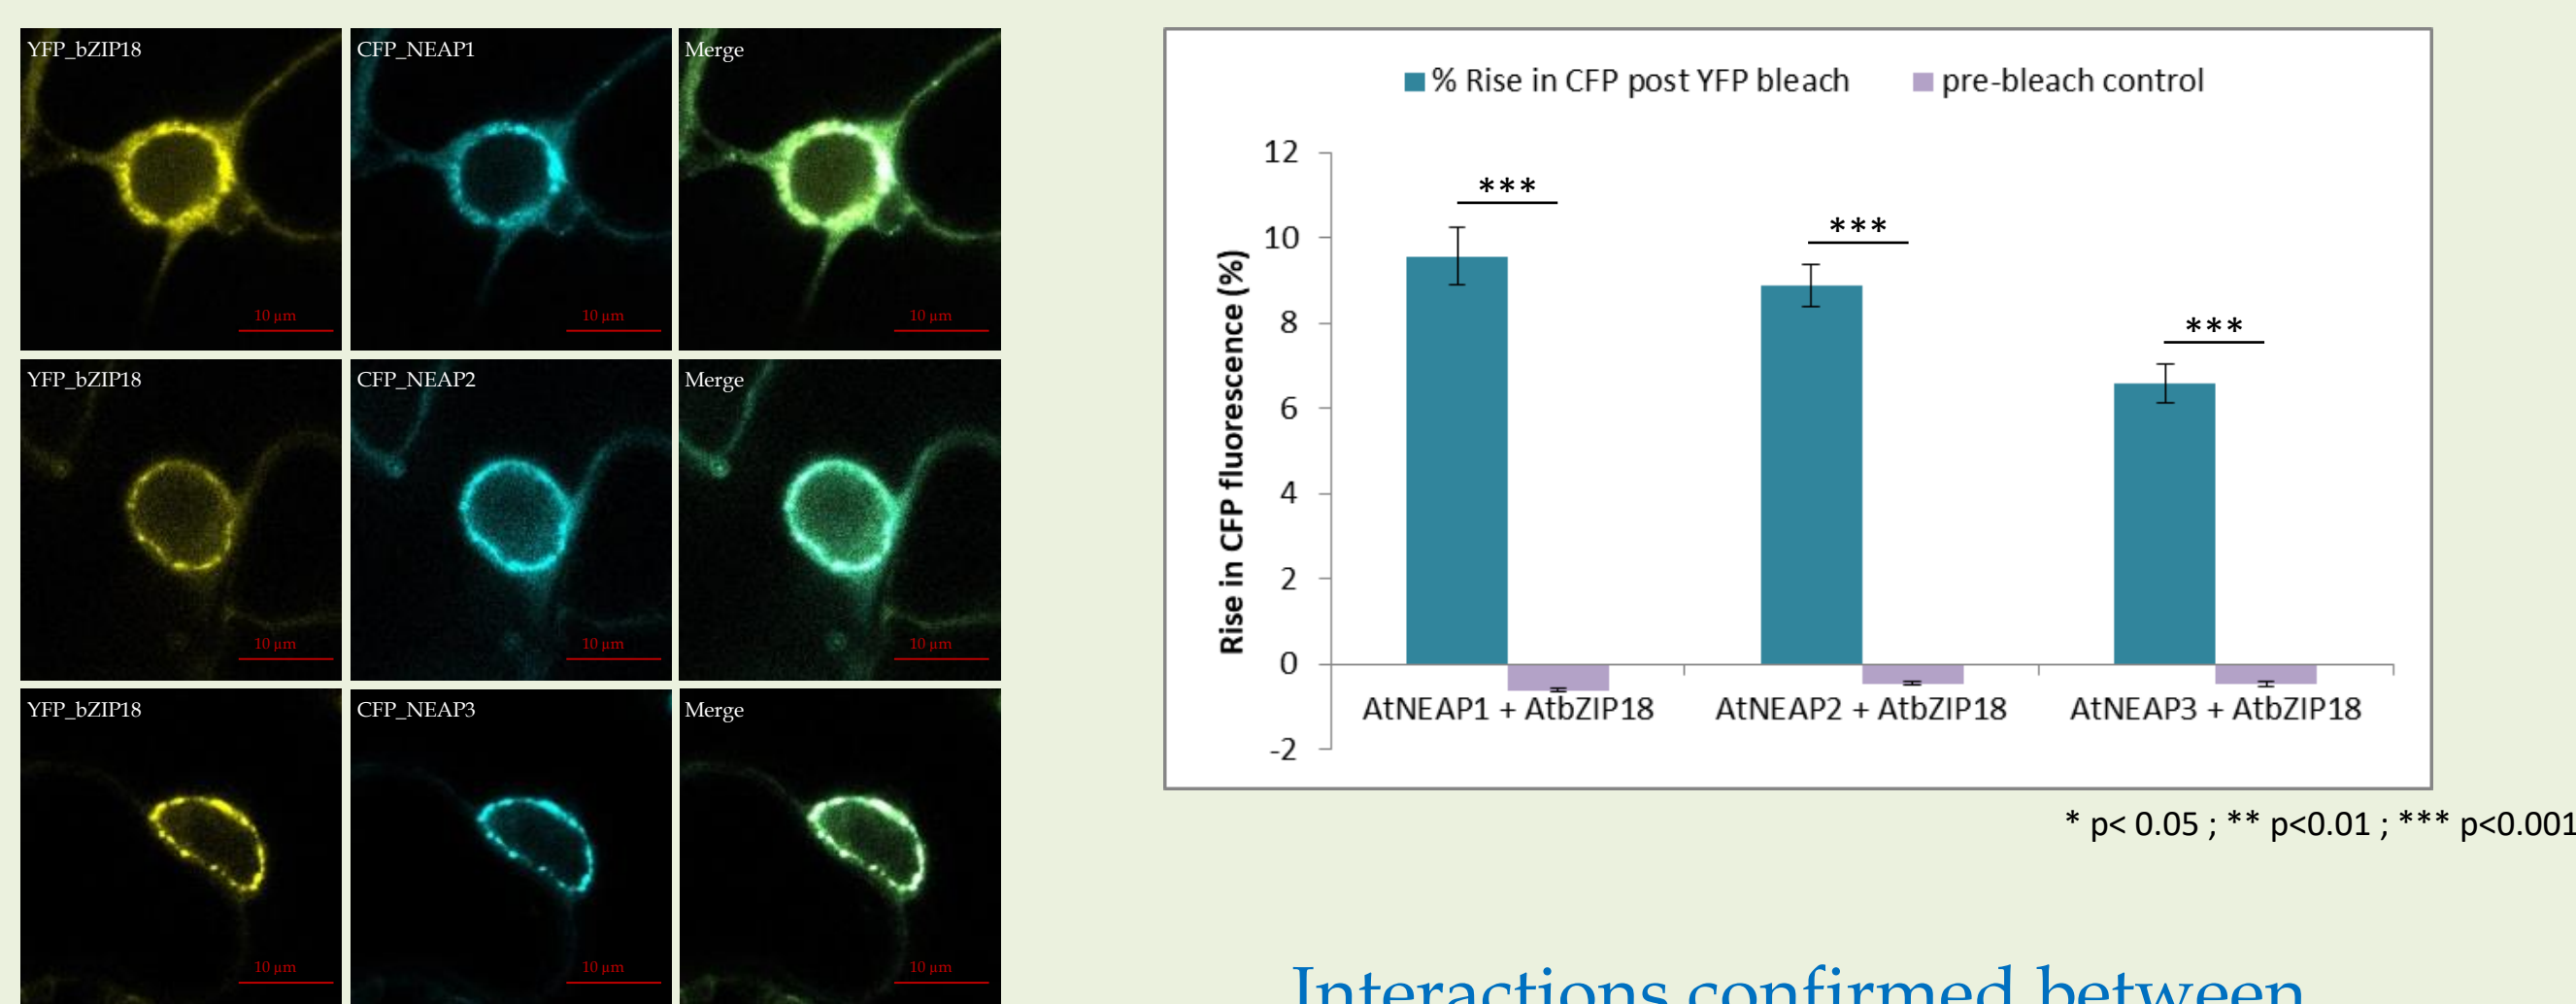 YFP_bZIP18
CFP_NEAP1
Merge
10 µm
10 µm
10 µm
YFP_bZIP18
CFP_NEAP2
Merge
10 µm
10 µm
10 µm
YFP_bZIP18
CFP_NEAP3
Merge
10 µm
10 µm
10 µm
% Rise in CFP post YFP bleach
pre-bleach control
Rise in CFP fluorescence (%)
12
10
8
6
4
2
0
-2
***
***
***
AtNEAP1 + AtbZIP18
AtNEAP2 + AtbZIP18
AtNEAP3 + AtbZIP18
* p< 0.05 ; ** p<0.01 ; *** p<0.001
Interactions confirmed between